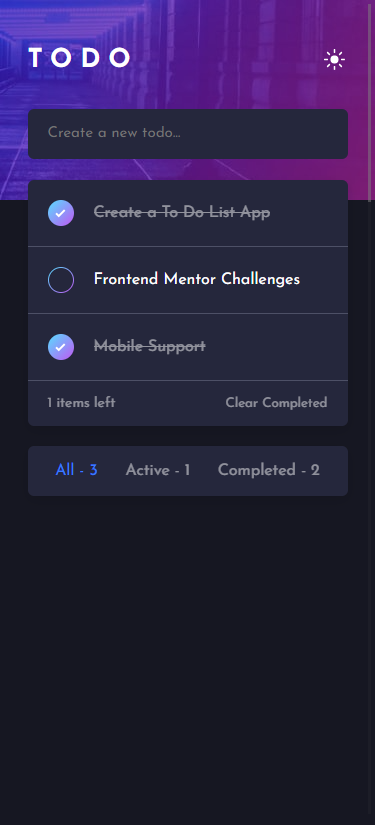 TODO
Create a new todo...
Create a To Do List App
Frontend Mentor Challenges
Mobile Support
1 items left Clear Completed
All - 3 Active - 1 Completed - 2